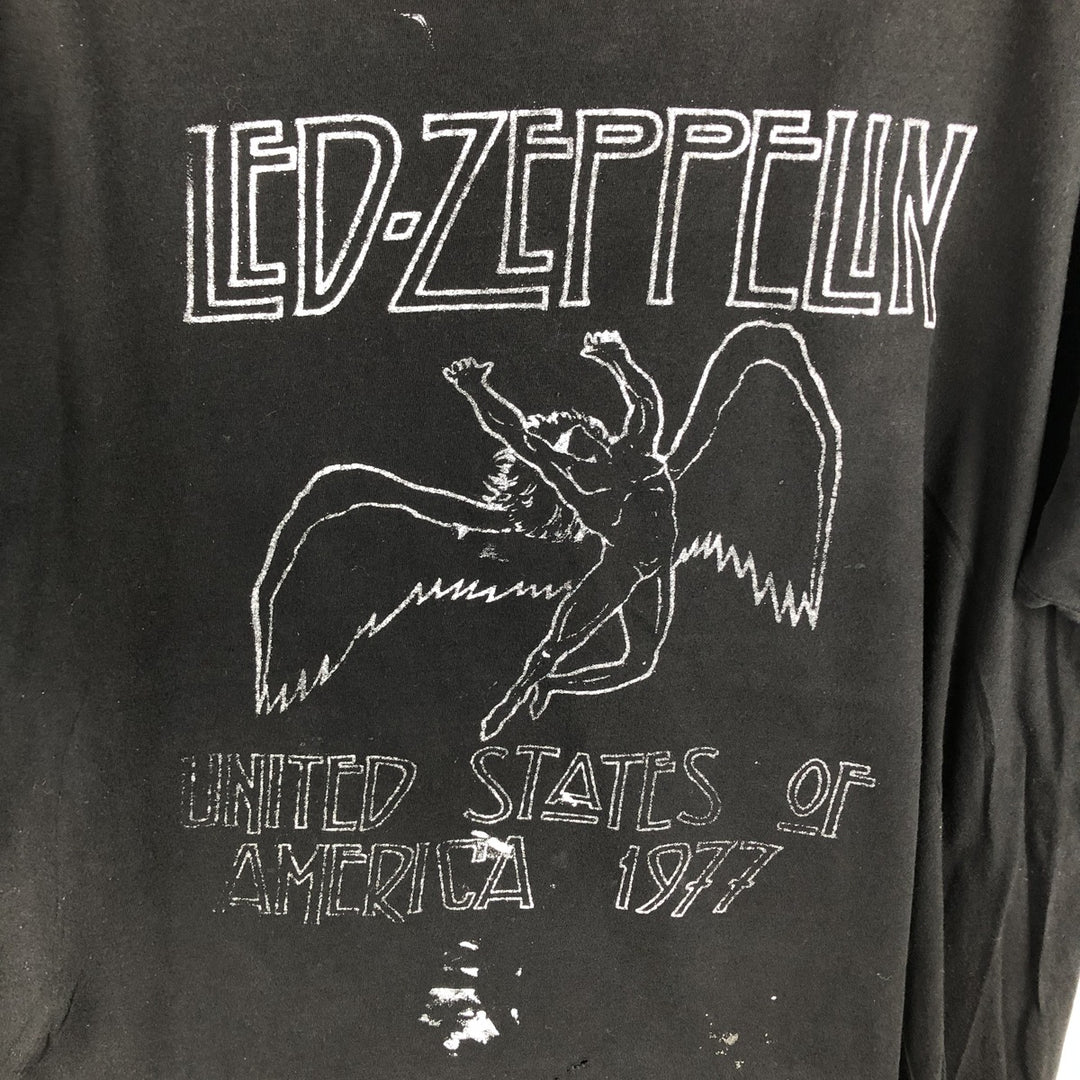 LED-ZEPPELIN
UNITED STATES OF
AMERICA 1977